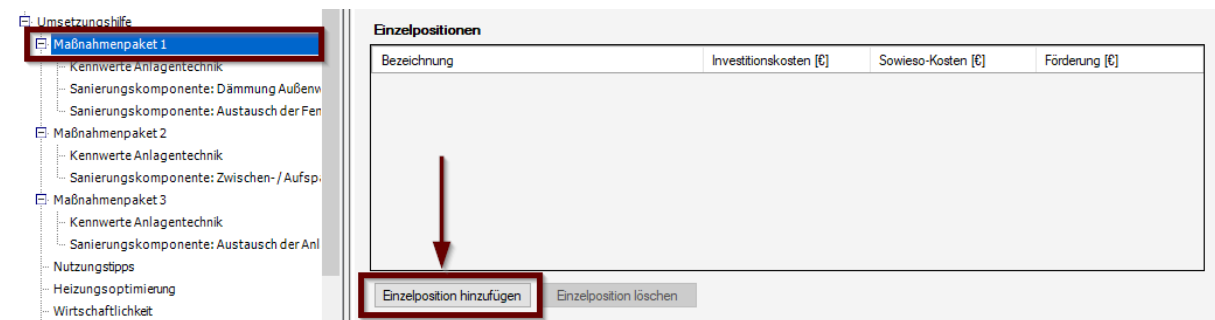 Umsetzungshilfe
Maßnahmenpaket 1
Kennwerte Anlagentechnik
Sanierungskomponente: Dämmung Außenw
Sanierungskomponente: Austausch der Fen
Maßnahmenpaket 2
Kennwerte Anlagentechnik
Sanierungskomponente: Zwischen-/ Aufspa
Maßnahmenpaket 3
Kennwerte Anlagentechnik
Sanierungskomponente: Austausch der Anl
Nutzungstipps
Heizungsoptimierung
Wirtschaftlichkeit
Einzelpositionen
Bezeichnung Investitionskosten [€] Sowieso-Kosten [€] Förderung [€]
Einzelposition hinzufügen Einzelposition löschen